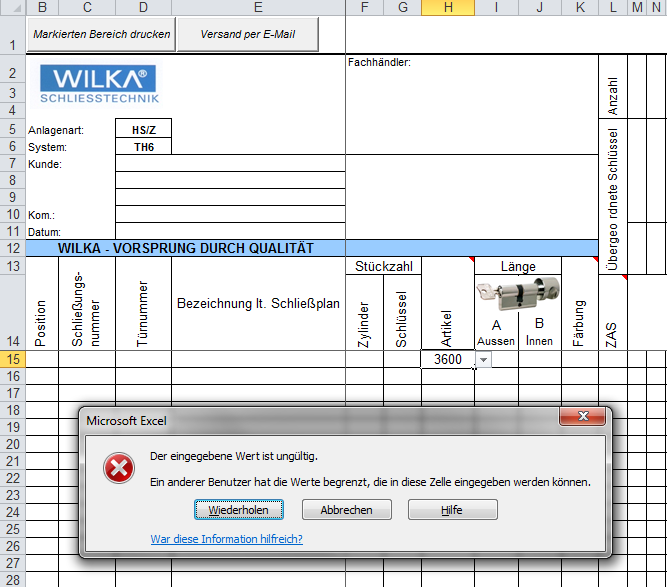 B C D E F G H I J K L M N
1 Markierten Bereich drucken Versand per E-Mail
2 WILKA® Fachhändler: Anzahl
3 SCHLIESSTECHNIK
4
5 Anlagenart: HS/Z Übergeo rdnete Schlüssel
6 System: TH6
7 Kunde:
8
9
10 Kom.:
11 Datum:
12 WILKA - VORSPRUNG DURCH QUALITÄT
13 Stückzahl Länge
14 Position Schließungs-nummer Türnummer Bezeichnung lt. Schließplan Zylinder Schlüssel Artikel A Aussen B Innen Färbung ZAS
15 3600
16
17
18
19
20
21
22
23
24
25
26
27
28
Microsoft Excel
Der eingegebene Wert ist ungültig.
Ein anderer Benutzer hat die Werte begrenzt, die in diese Zelle eingegeben werden können.
Wiederholen Abbrechen Hilfe
War diese Information hilfreich?